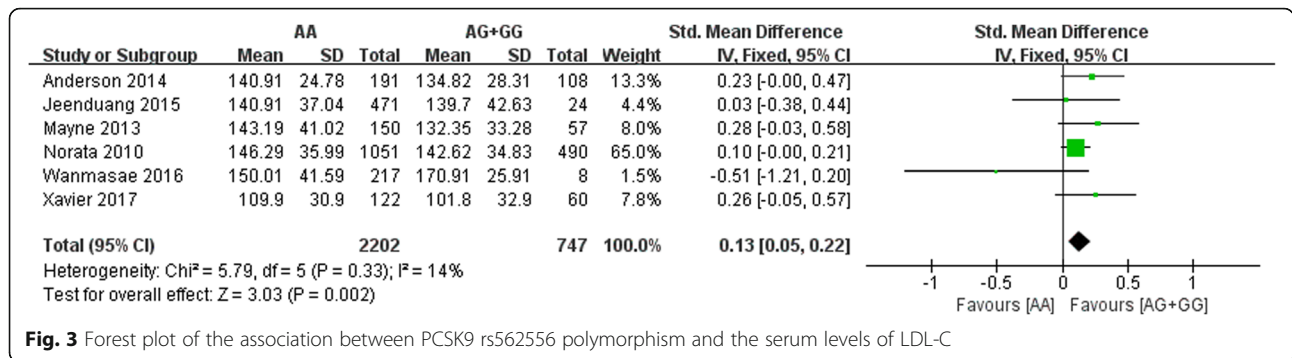 AA AG+GG Std. Mean Difference Std. Mean Difference
Study or Subgroup Mean SD Total Mean SD Total Weight IV, Fixed, 95% CI IV, Fixed, 95% CI
Anderson 2014 140.91 24.78 191 134.82 28.31 108 13.3% 0.23 [-0.00, 0.47]
Jeenduang 2015 140.91 37.04 471 139.7 42.63 24 4.4% 0.03 [-0.38, 0.44]
Mayne 2013 143.19 41.02 150 132.35 33.28 57 8.0% 0.28 [-0.03, 0.58]
Norata 2010 146.29 35.99 1051 142.62 34.83 490 65.0% 0.10 [-0.00, 0.21]
Wanmasae 2016 150.01 41.59 217 170.91 25.91 8 1.5% -0.51 [-1.21, 0.20]
Xavier 2017 109.9 30.9 122 101.8 32.9 60 7.8% 0.26 [-0.05, 0.57]
Total (95% CI) 2202 747 100.0% 0.13 [0.05, 0.22]
Heterogeneity: Chi² = 5.79, df = 5 (P = 0.33); I² = 14%
Test for overall effect: Z = 3.03 (P = 0.002)
-1 -0.5 0 0.5 1
Favours [AA] Favours [AG+GG]
Fig. 3 Forest plot of the association between PCSK9 rs562556 polymorphism and the serum levels of LDL-C